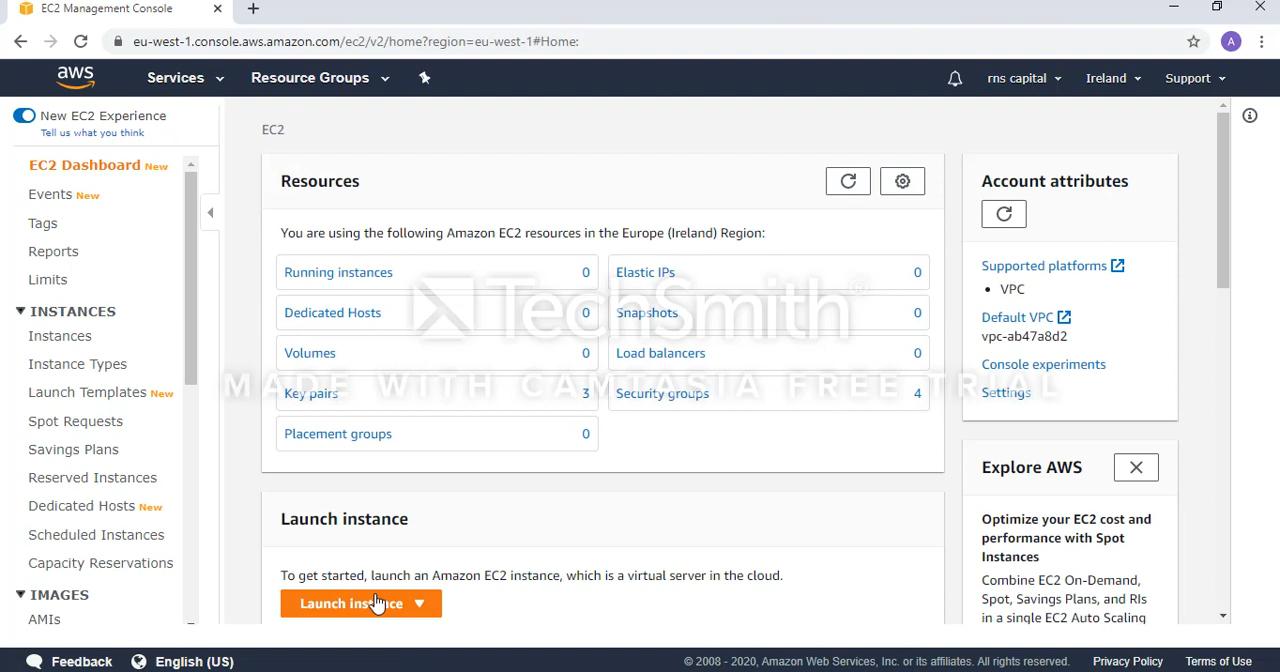 EC2 Management Console
eu-west-1.console.aws.amazon.com/ec2/v2/home?region=eu-west-1#Home:
A
aws
Services
Resource Groups
rns capital
Ireland
Support
New EC2 Experience
Tell us what you think
EC2 Dashboard New
Events New
Tags
Reports
Limits
INSTANCES
Instances
Instance Types
Launch Templates New
Spot Requests
Savings Plans
Reserved Instances
Dedicated Hosts New
Scheduled Instances
Capacity Reservations
IMAGES
AMIs
EC2
Resources
You are using the following Amazon EC2 resources in the Europe (Ireland) Region:
Running instances 0
Elastic IPs 0
Dedicated Hosts 0
Snapshots 0
Volumes 0
Load balancers 0
Key pairs 3
Security groups 4
Placement groups 0
TechSmith®
MADE WITH CAMTASIA FREE TRIAL
Launch instance
To get started, launch an Amazon EC2 instance, which is a virtual server in the cloud.
Launch instance
Account attributes
Supported platforms
• VPC
Default VPC
vpc-ab47a8d2
Console experiments
Settings
Explore AWS
Optimize your EC2 cost and
performance with Spot
Instances
Combine EC2 On-Demand,
Spot, Savings Plans, and RIs
in a single EC2 Auto Scaling
Feedback
English (US)
© 2008 - 2020, Amazon Web Services, Inc. or its affiliates. All rights reserved.
Privacy Policy
Terms of Use